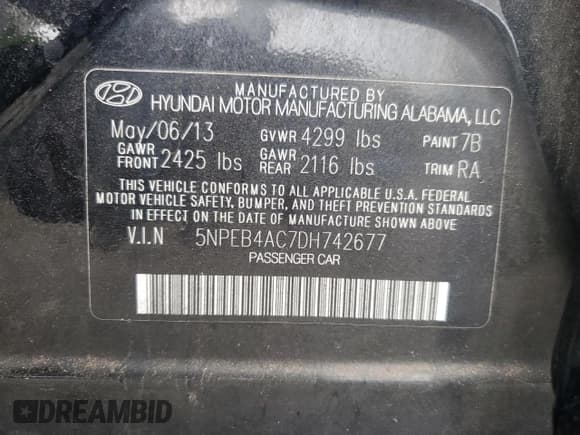 MANUFACTURED BY
HYUNDAI MOTOR MANUFACTURING ALABAMA, LLC
May/06/13 GVWR 4299 lbs PAINT 7B
GAWR FRONT 2425 lbs GAWR REAR 2116 lbs TRIM RA
THIS VEHICLE CONFORMS TO ALL APPLICABLE U.S.A. FEDERAL
MOTOR VEHICLE SAFETY, BUMPER, AND THEFT PREVENTION STANDARDS
IN EFFECT ON THE DATE OF MANUFACTURE SHOWN ABOVE
V.I.N 5NPEB4AC7DH742677
PASSENGER CAR
DREAMBID